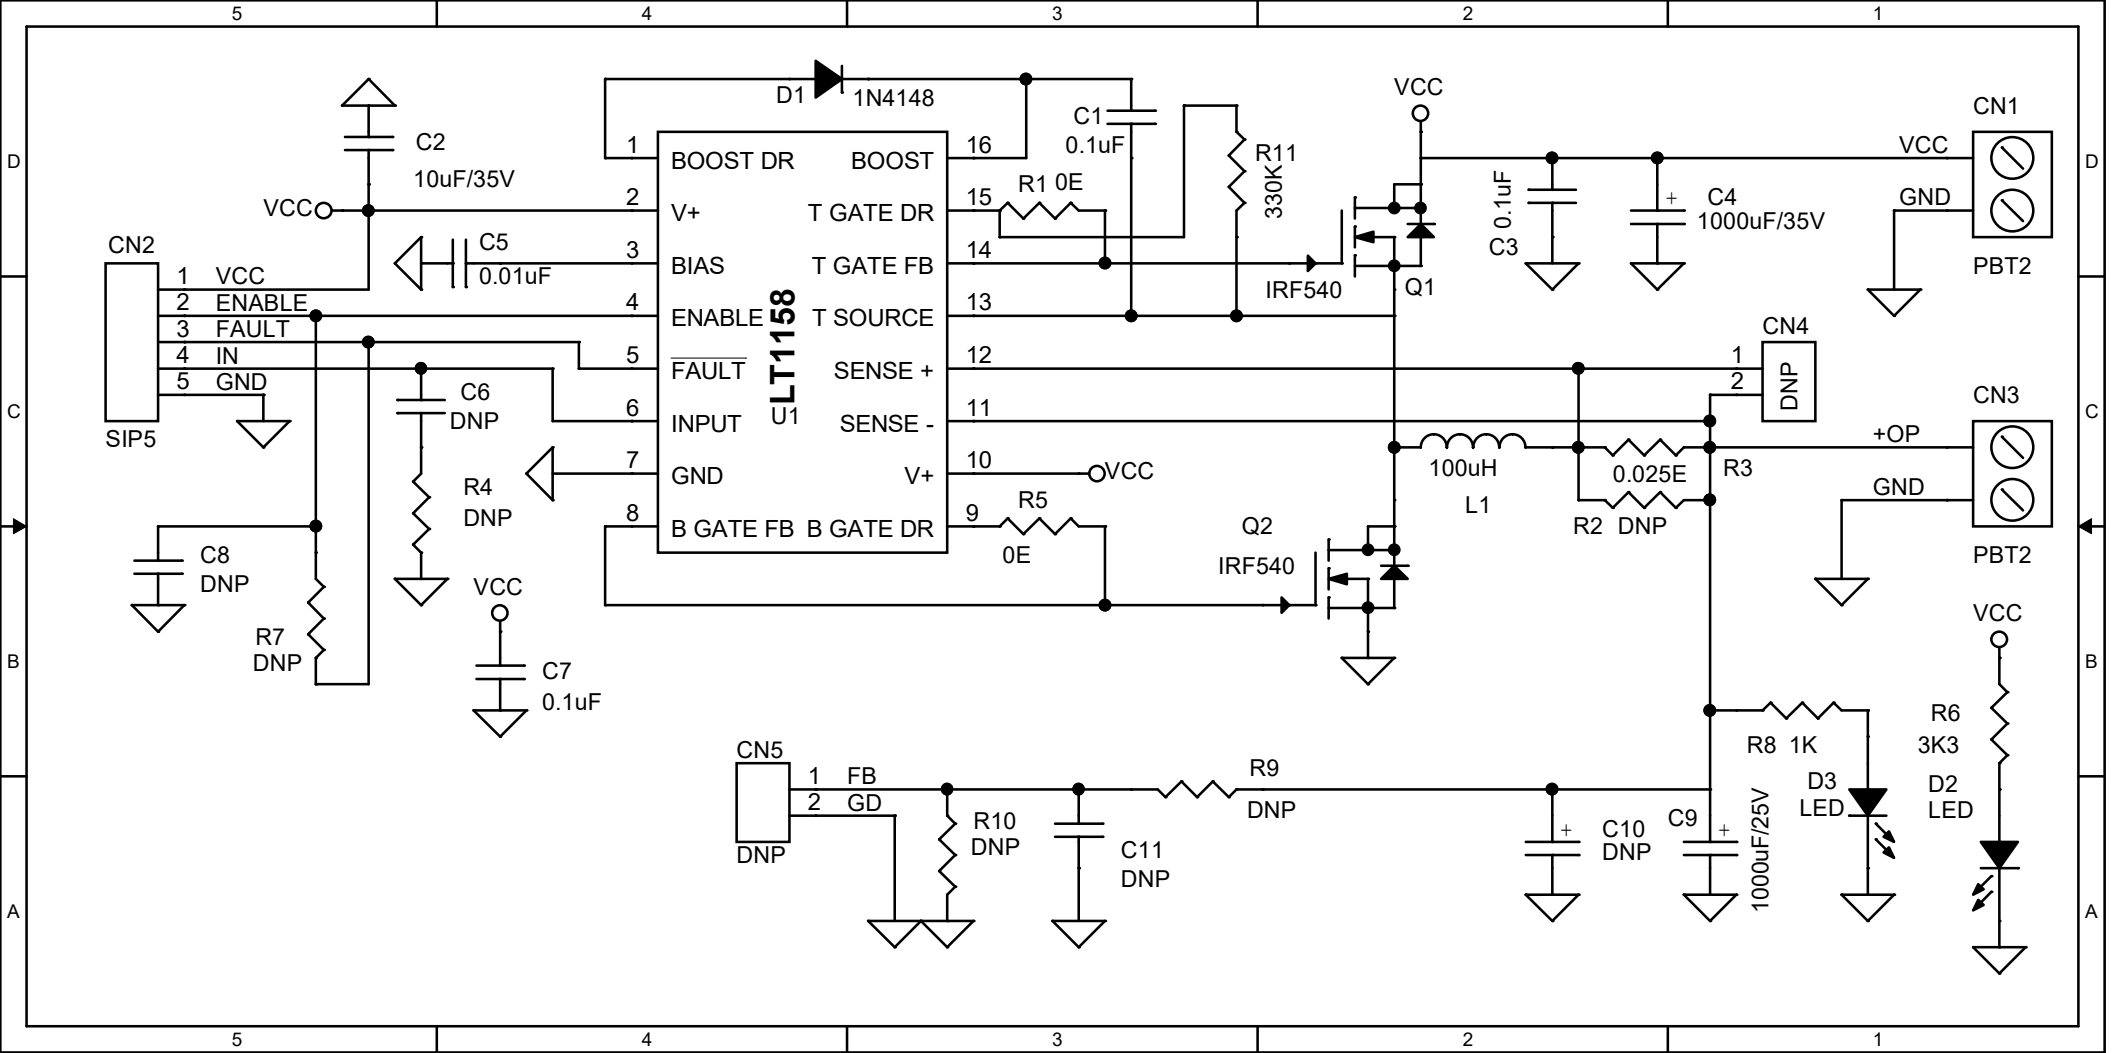 5 4 3 2 1
D D
C C
B B
A A
5 4 3 2 1
C2
10uF/35V
VCC
CN2
1 VCC
2 ENABLE
3 FAULT
4 IN
5 GND
SIP5
C5
0.01uF
C6
DNP
R4
DNP
C8
DNP
R7
DNP
VCC
C7
0.1uF
D1 1N4148
1 BOOST DR BOOST 16
2 V+ T GATE DR 15
3 BIAS T GATE FB 14
4 ENABLE T SOURCE 13
5 FAULT SENSE + 12
6 INPUT SENSE - 11
7 GND V+ 10
8 B GATE FB B GATE DR 9
LT1158
U1
C1
0.1uF
R1 0E
R11
330K
VCC
R5
0E
VCC
IRF540
Q1
Q2
IRF540
0.1uF
C3
+
C4
1000uF/35V
CN1
VCC
GND
PBT2
CN4
1
2
DNP
100uH
L1
0.025E
R3
R2 DNP
CN3
+OP
GND
PBT2
CN5
1 FB
2 GD
DNP
R10
DNP
C11
DNP
R9
DNP
+
C10
DNP
C9
+
1000uF/25V
R8 1K
D3
LED
VCC
R6
3K3
D2
LED